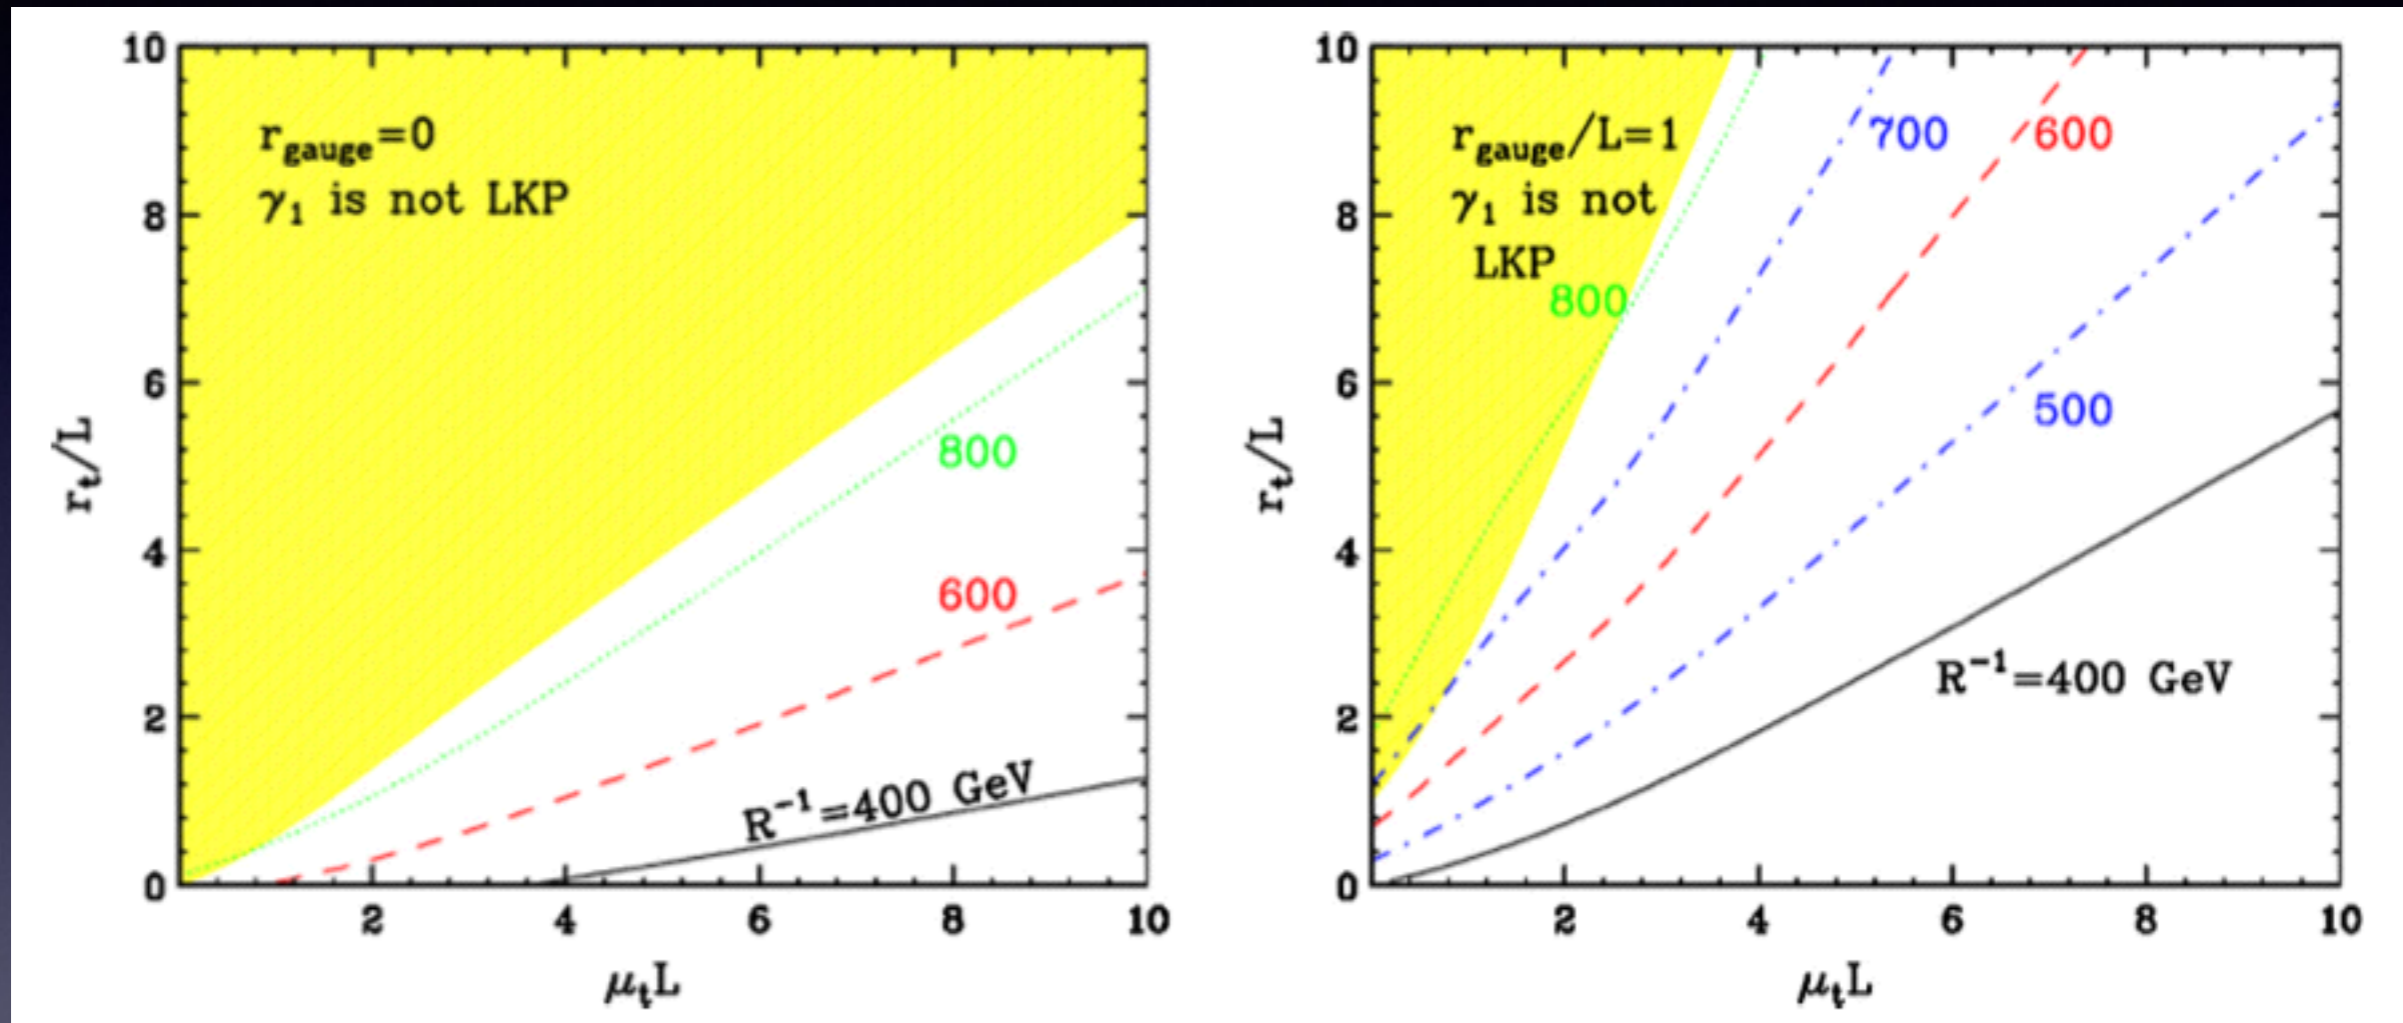 10
8
6
4
2
0
r_t/L
r_gauge=0
γ_1 is not LKP
800
600
R^-1=400 GeV
2 4 6 8 10
μ_tL
10
8
6
4
2
0
r_t/L
r_gauge/L=1
γ_1 is not
LKP
800
700
600
500
R^-1=400 GeV
2 4 6 8 10
μ_tL